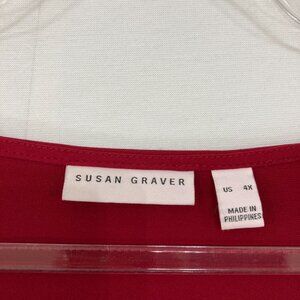 SUSAN GRAVER
US 4X
MADE IN
PHILIPPINES